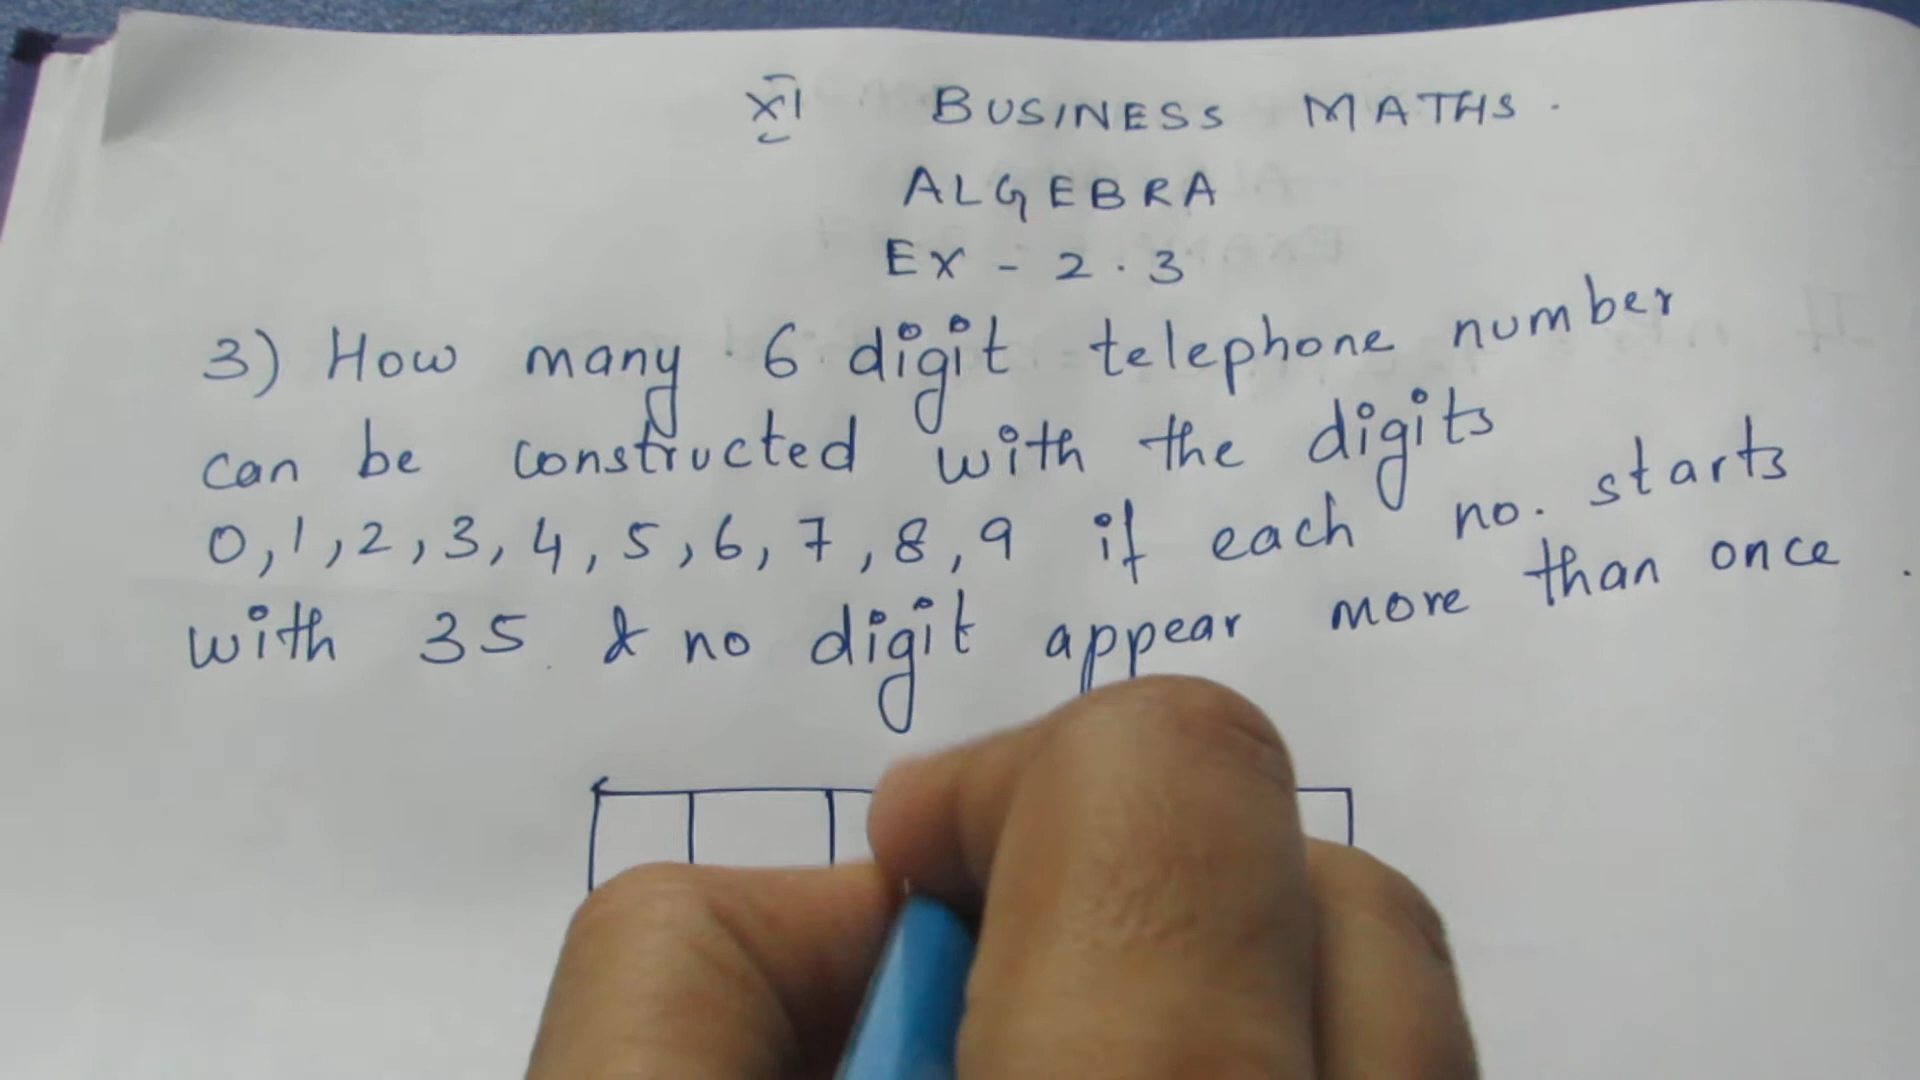 XI BUSINESS MATHS.
ALGEBRA
EX - 2.3
3) How many 6 digit telephone number
can be constructed with the digits
0, 1, 2, 3, 4, 5, 6, 7, 8, 9 if each no. starts
with 35 & no digit appear more than once.